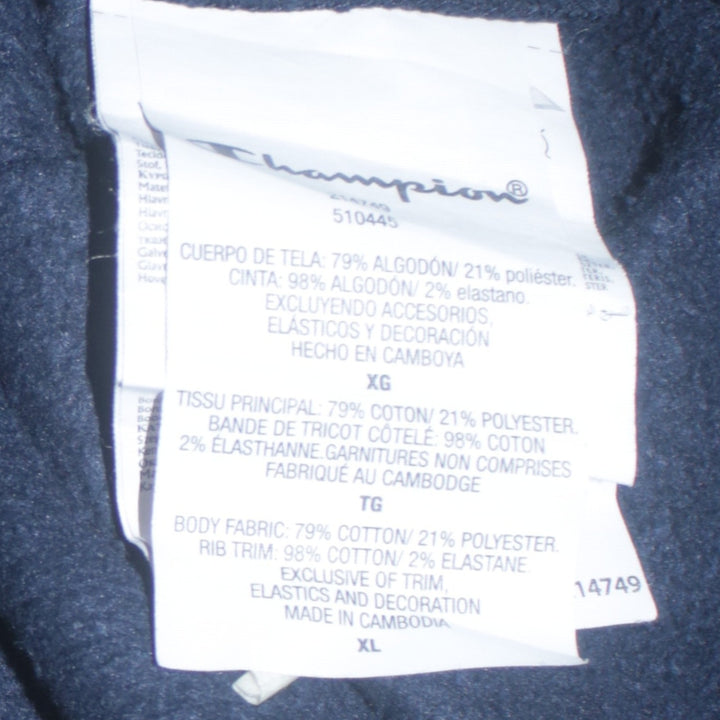 Champion®
510445
CUERPO DE TELA: 79% ALGODÓN/ 21% poliéster.
CINTA: 98% ALGODÓN/ 2% elastano.
EXCLUYENDO ACCESORIOS,
ELÁSTICOS Y DECORACIÓN
HECHO EN CAMBOYA
XG
TISSU PRINCIPAL: 79% COTON/ 21% POLYESTER.
BANDE DE TRICOT CÔTELÉ: 98% COTON
2% ÉLASTHANNE.GARNITURES NON COMPRISES
FABRIQUÉ AU CAMBODGE
TG
BODY FABRIC: 79% COTTON/ 21% POLYESTER.
RIB TRIM: 98% COTTON/ 2% ELASTANE
EXCLUSIVE OF TRIM,
ELASTICS AND DECORATION
MADE IN CAMBODIA
XL
14749